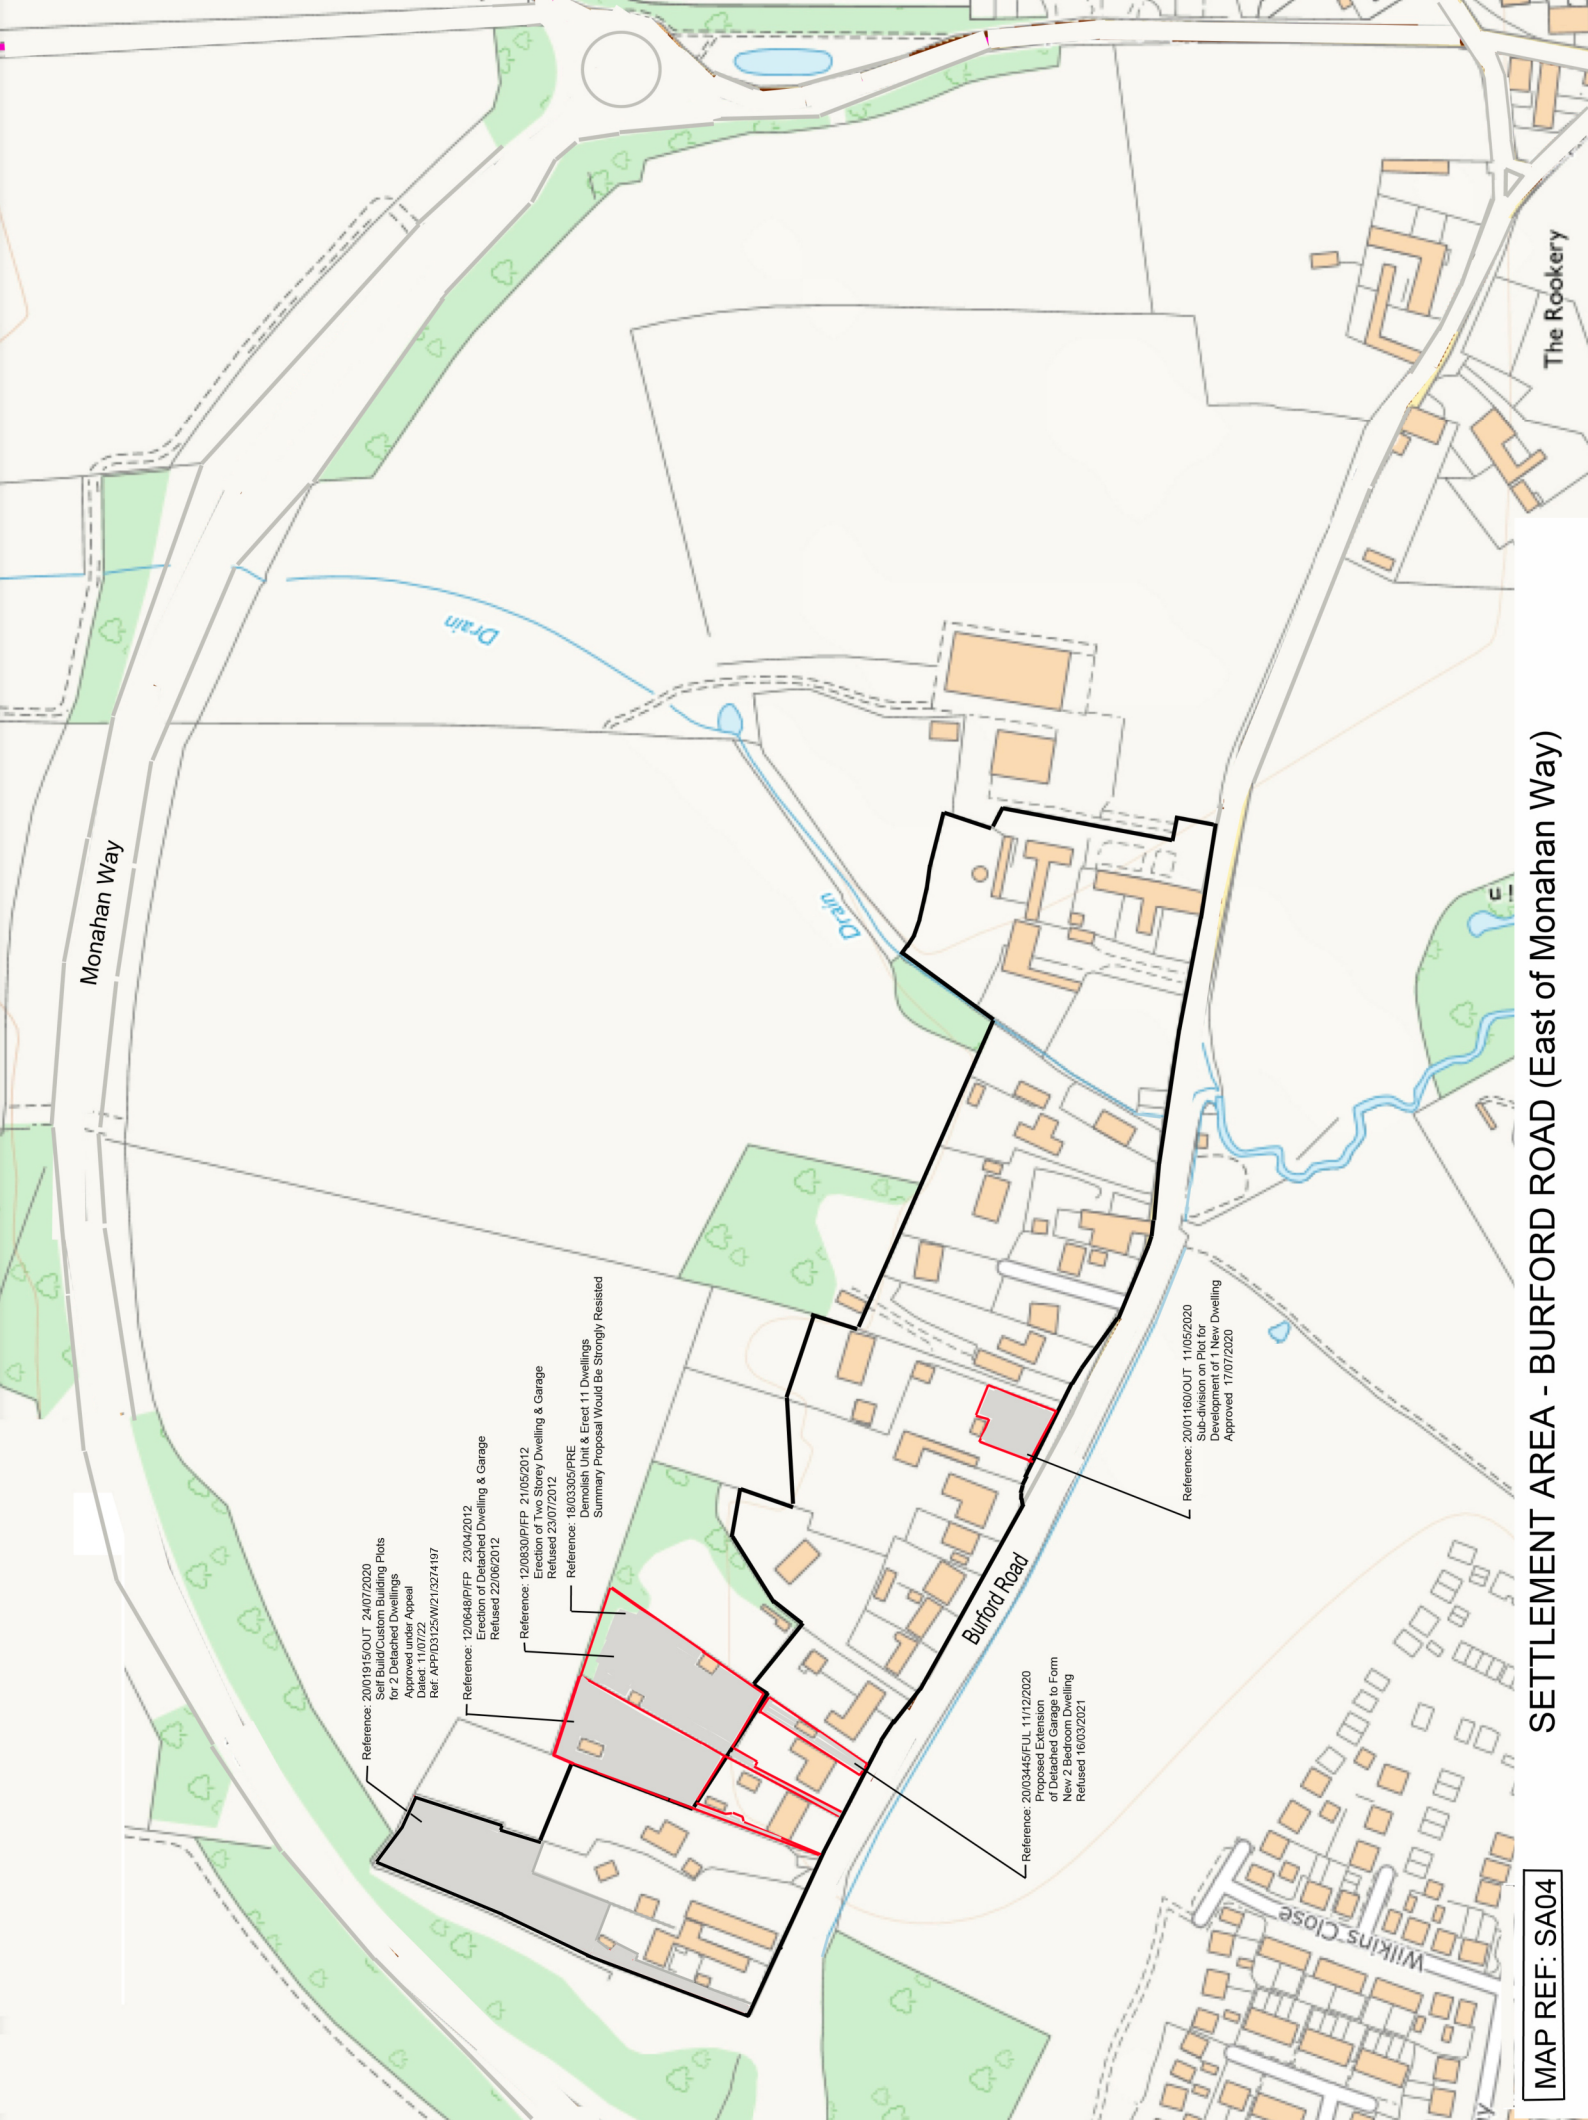 Reference: 20/01915/OUT 24/07/2020
Self Build/Custom Building Plots
for 2 Detached Dwellings
Approved under Appeal
Dated: 11/07/22
Ref: APP/D3125/W/21/3274197
Reference: 12/0648/P/FP 23/04/2012
Erection of Detached Dwelling & Garage
Refused 22/06/2012
Reference: 12/0830/P/FP 21/05/2012
Erection of Two Storey Dwelling & Garage
Refused 23/07/2012
Reference: 18/03305/PRE
Demolish Unit & Erect 11 Dwellings
Summary Proposal Would Be Strongly Resisted
Monahan Way
Drain
Drain
Burford Road
Reference: 20/03445/FUL 11/12/2020
Proposed Extension
of Detached Garage to Form
New 2 Bedroom Dwelling
Refused 16/03/2021
Reference: 20/01160/OUT 11/05/2020
Sub-division on Plot for
Development of 1 New Dwelling
Approved 17/07/2020
Wilkins Close
The Rookery
MAP REF: SA04
SETTLEMENT AREA - BURFORD ROAD (East of Monahan Way)